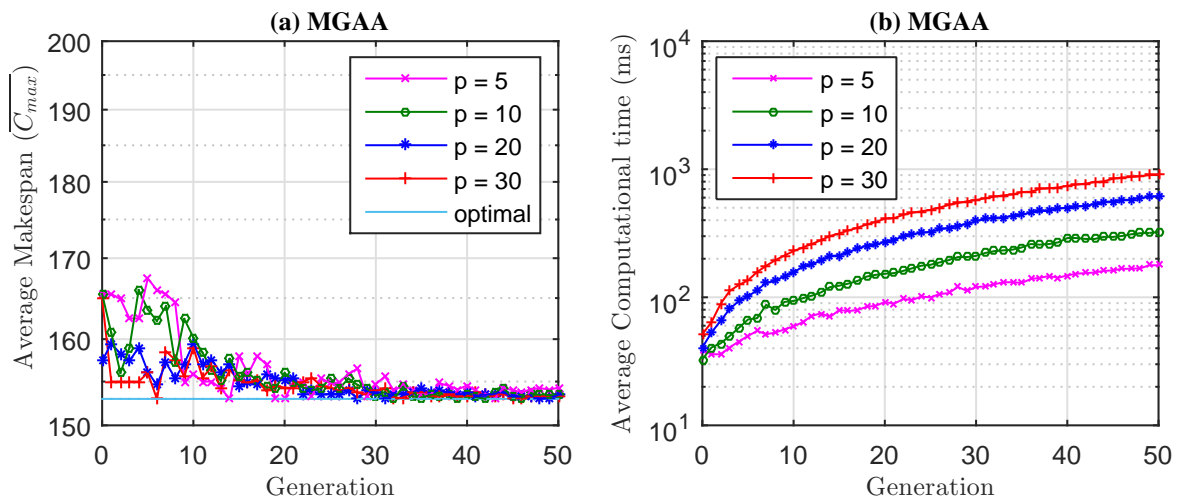 (a) MGAA
Average Makespan (C_{max})
200
190
180
170
160
150
p = 5
p = 10
p = 20
p = 30
optimal
0 10 20 30 40 50
Generation
(b) MGAA
Average Computational time (ms)
10^4
10^3
10^2
10^1
p = 5
p = 10
p = 20
p = 30
0 10 20 30 40 50
Generation